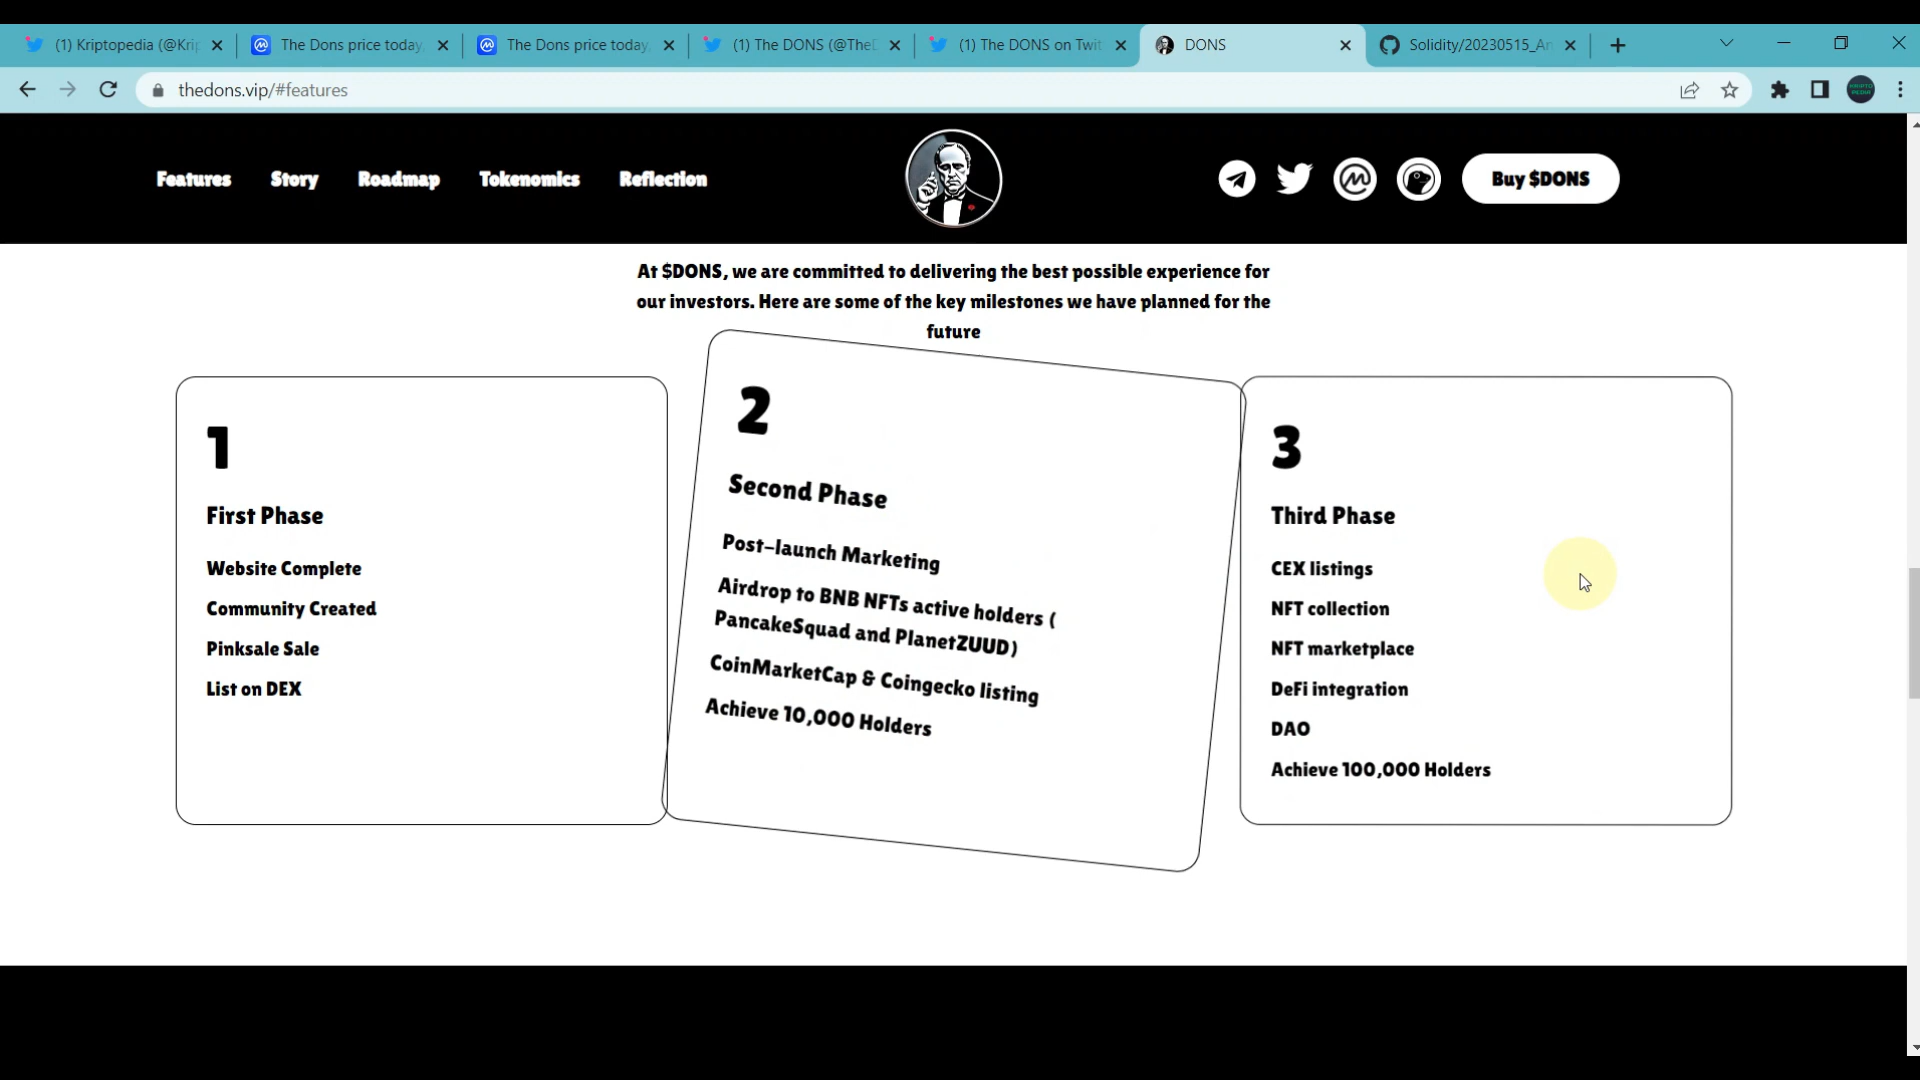 (1) Kriptopedia (@Kri
The Dons price today,
The Dons price today,
(1) The DONS (@The
(1) The DONS on Twit
DONS
Solidity/20230515_A
thedons.vip/#features
Features
Story
Roadmap
Tokenomics
Reflection
Buy $DONS
At $DONS, we are committed to delivering the best possible experience for
our investors. Here are some of the key milestones we have planned for the
future
1
First Phase
Website Complete
Community Created
Pinksale Sale
List on DEX
2
Second Phase
Post-launch Marketing
Airdrop to BNB NFTs active holders (
PancakeSquad and PlanetZUUD)
CoinMarketCap & Coingecko listing
Achieve 10,000 Holders
3
Third Phase
CEX listings
NFT collection
NFT marketplace
DeFi integration
DAO
Achieve 100,000 Holders